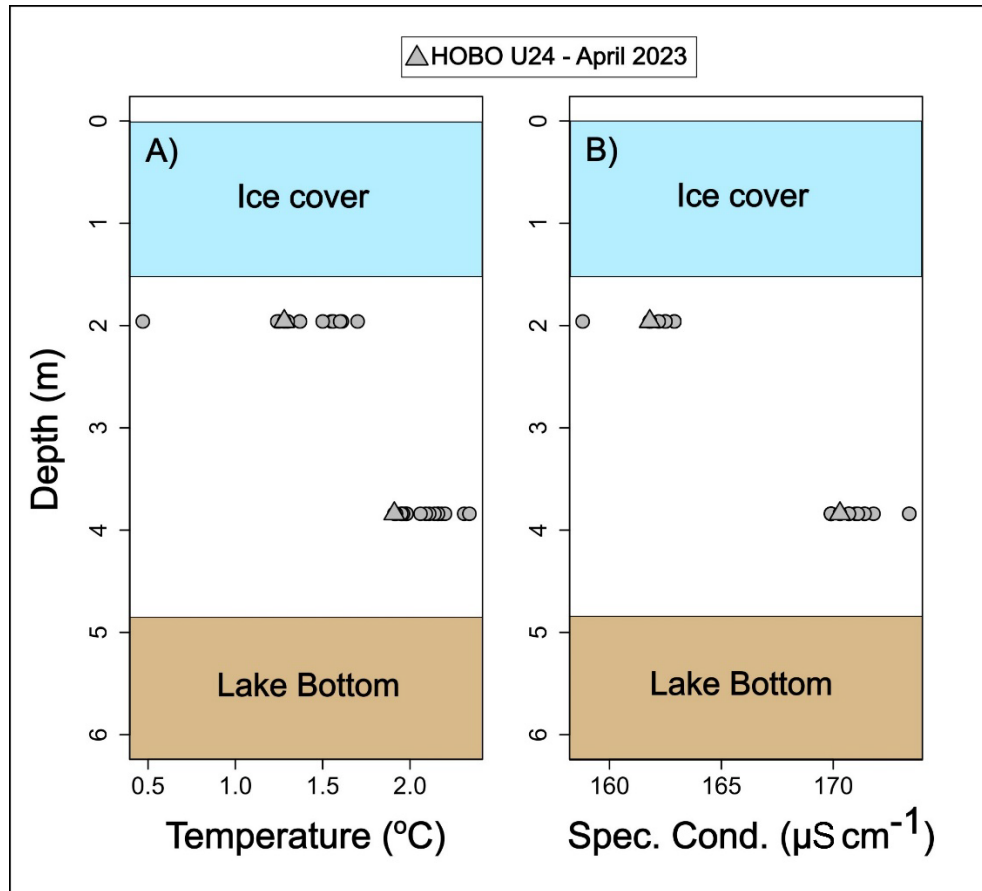 HOBO U24 - April 2023
A)
Ice cover
Lake Bottom
B)
Ice cover
Lake Bottom
Depth (m)
0
1
2
3
4
5
6
0
1
2
3
4
5
6
0.5 1.0 1.5 2.0
160 165 170
Temperature (ºC)
Spec. Cond. (µS cm⁻¹)